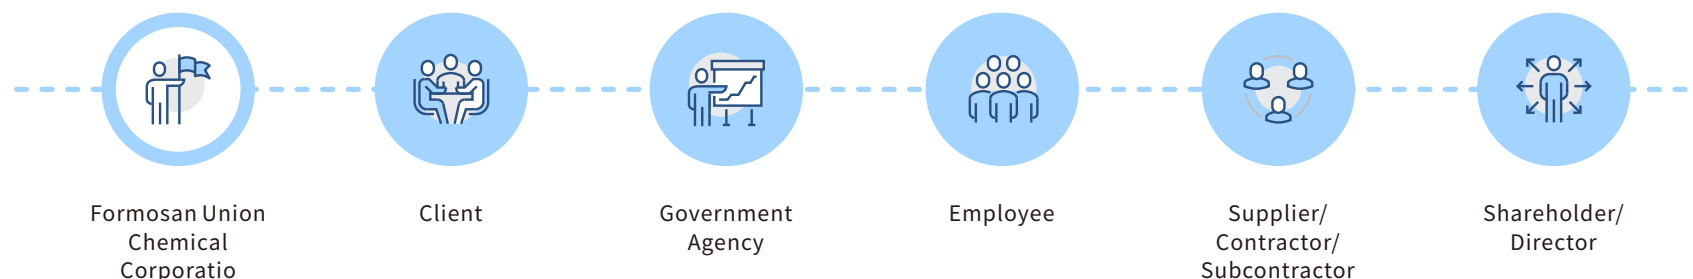 Formosan Union
Chemical
Corporatio
Client
Government
Agency
Employee
Supplier/
Contractor/
Subcontractor
Shareholder/
Director